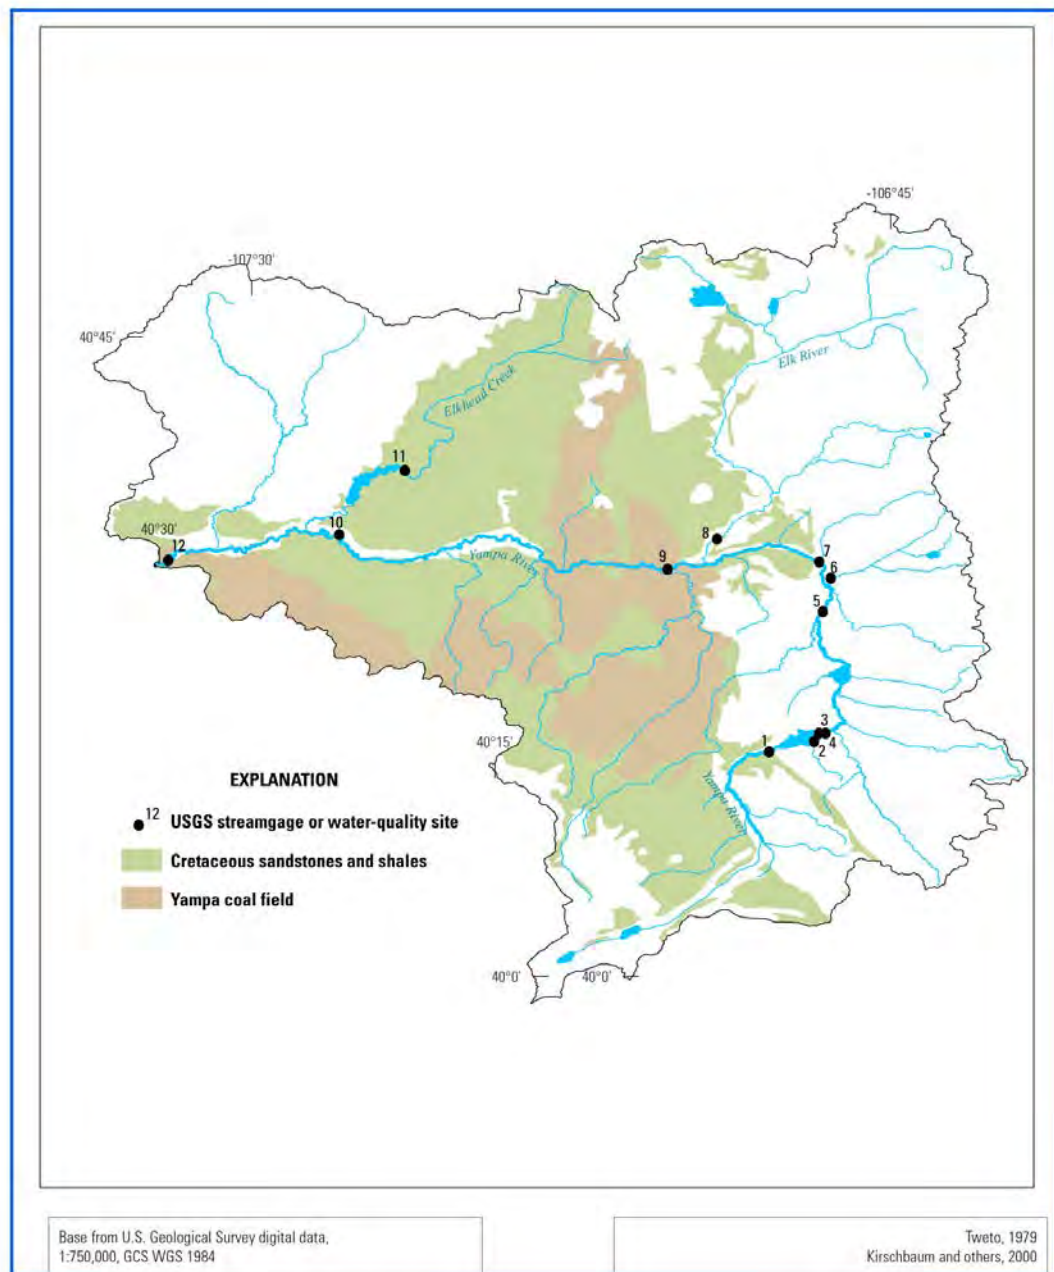 -106°45'
-107°30'
40°45'
Elk River
Elkhead Creek
11
10
40°30'
12
8
7
9
6
Yampa River
5
3
1
4
2
40°15'
Yampa River
EXPLANATION
12 USGS streamgage or water-quality site
Cretaceous sandstones and shales
Yampa coal field
40°0' 40°0'
Base from U.S. Geological Survey digital data,
1:750,000, GCS WGS 1984
Tweto, 1979
Kirschbaum and others, 2000